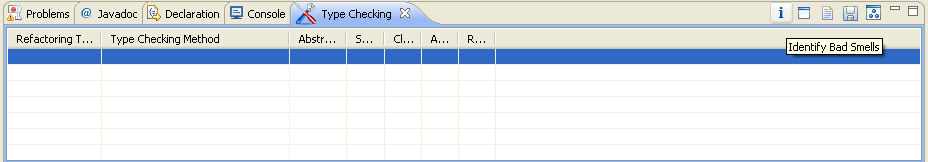 Problems @ Javadoc Declaration Console Type Checking
Refactoring T... Type Checking Method Abstr... S... Cl... A... R...
Identify Bad Smells